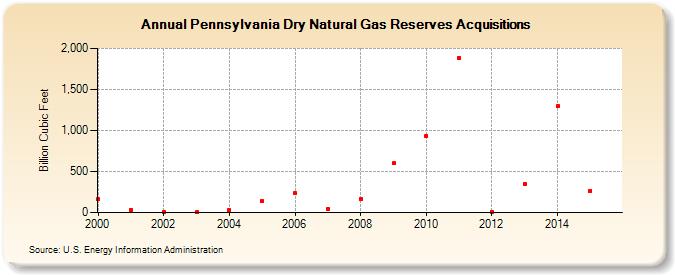 Annual Pennsylvania Dry Natural Gas Reserves Acquisitions
Billion Cubic Feet
2,000
1,500
1,000
500
0
2000 2002 2004 2006 2008 2010 2012 2014
Source: U.S. Energy Information Administration